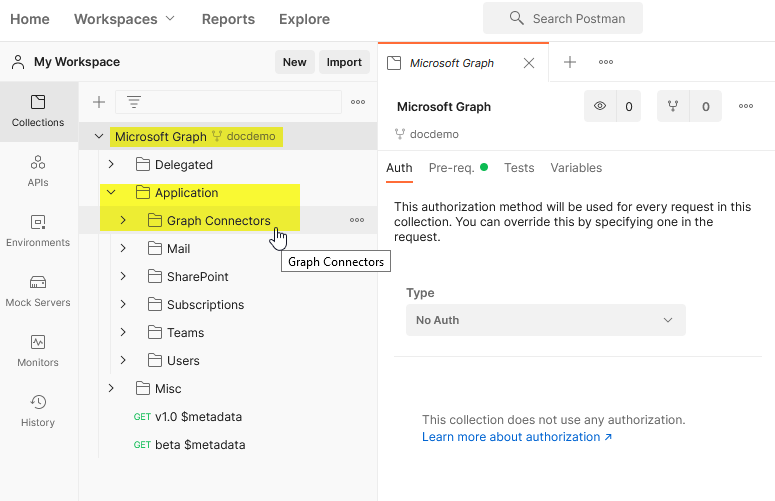 Home Workspaces Reports Explore Search Postman
My Workspace New Import
Microsoft Graph
Collections
APIs
Environments
Mock Servers
Monitors
History
Microsoft Graph docdemo
Delegated
Application
Graph Connectors
Graph Connectors
Mail
SharePoint
Subscriptions
Teams
Users
Misc
GET v1.0 $metadata
GET beta $metadata
Microsoft Graph 0 0
docdemo
Auth Pre-req. Tests Variables
This authorization method will be used for every request in this
collection. You can override this by specifying one in the
request.
Type
No Auth
This collection does not use any authorization.
Learn more about authorization ↗